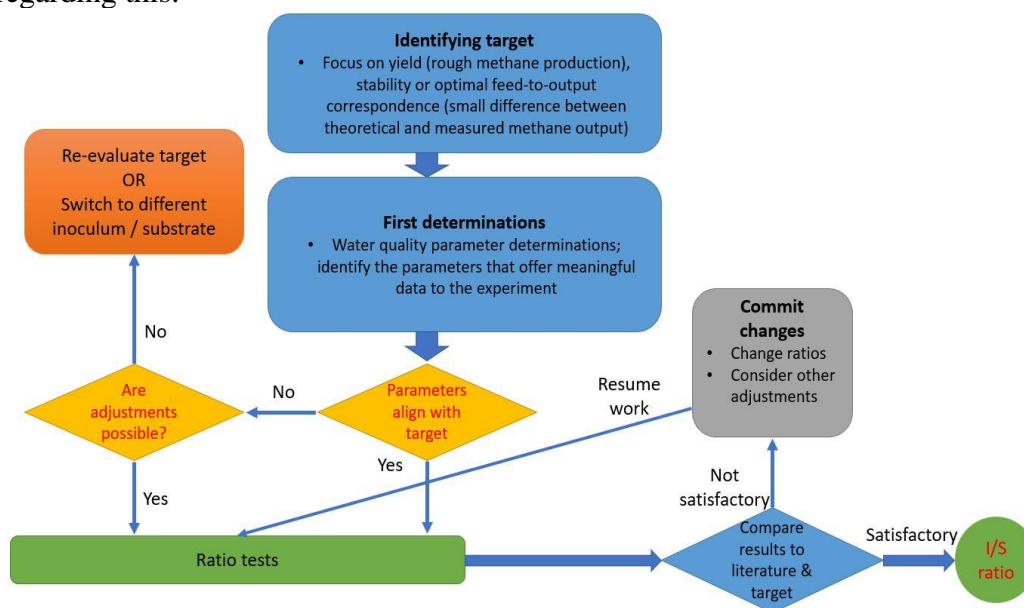 regarding this.
Identifying target
• Focus on yield (rough methane production),
stability or optimal feed-to-output
correspondence (small difference between
theoretical and measured methane output)
Re-evaluate target
OR
Switch to different
inoculum / substrate
First determinations
• Water quality parameter determinations;
identify the parameters that offer meaningful
data to the experiment
Commit
changes
• Change ratios
• Consider other
adjustments
No
Are
adjustments
possible?
No
Parameters
align with
target
Resume
work
Yes
Yes
Not
satisfactory
Ratio tests
Compare
results to
literature &
target
Satisfactory
I/S
ratio